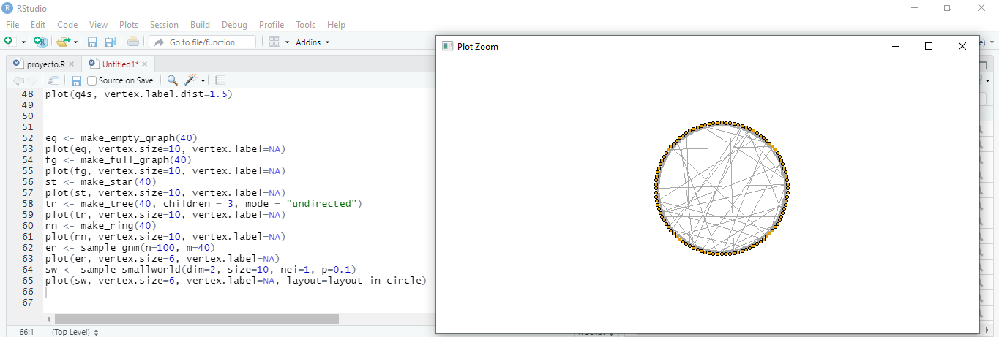 RStudio
File Edit Code View Plots Session Build Debug Profile Tools Help
Go to file/function Addins
proyecto.R Untitled1*
Source on Save
48 plot(g4s, vertex.label.dist=1.5)
49
50
51
52 eg <- make_empty_graph(40)
53 plot(eg, vertex.size=10, vertex.label=NA)
54 fg <- make_full_graph(40)
55 plot(fg, vertex.size=10, vertex.label=NA)
56 st <- make_star(40)
57 plot(st, vertex.size=10, vertex.label=NA)
58 tr <- make_tree(40, children = 3, mode = "undirected")
59 plot(tr, vertex.size=10, vertex.label=NA)
60 rn <- make_ring(40)
61 plot(rn, vertex.size=10, vertex.label=NA)
62 er <- sample_gnm(n=100, m=40)
63 plot(er, vertex.size=6, vertex.label=NA)
64 sw <- sample_smallworld(dim=2, size=10, nei=1, p=0.1)
65 plot(sw, vertex.size=6, vertex.label=NA, layout=layout_in_circle)
66
67
66:1 (Top Level)
Plot Zoom